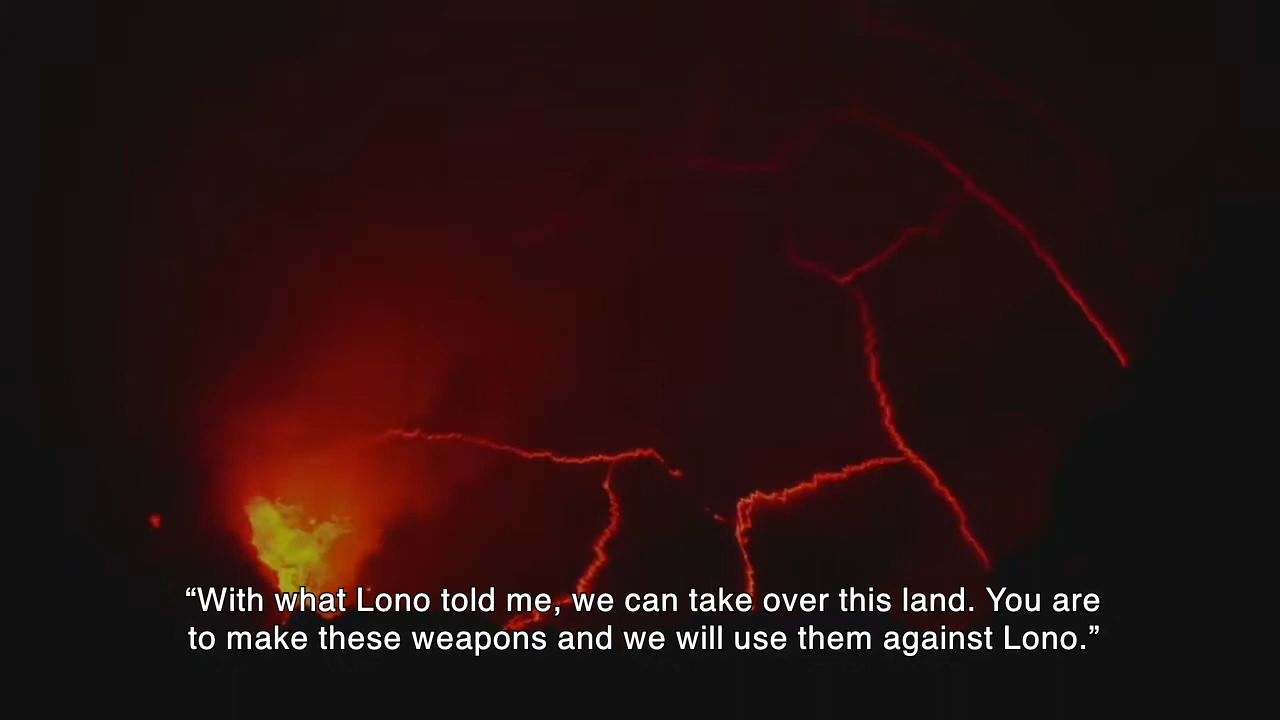 “With what Lono told me, we can take over this land. You are
to make these weapons and we will use them against Lono.”